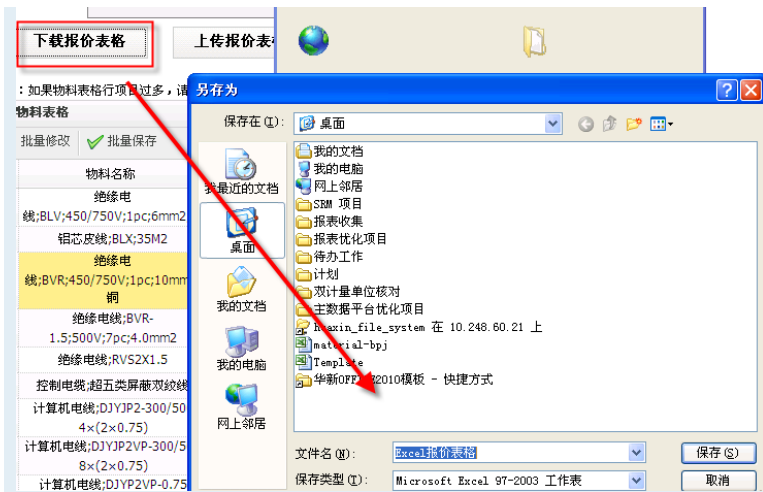 下载报价表格
上传报价表
：如果物料表格行项目过多，请
物料表格
批量修改
批量保存
物料名称
绝缘电
线;BLV;450/750V;1pc;6mm2
铝芯皮线;BLX;35M2
绝缘电
线;BVR;450/750V;1pc;10mm
铜
绝缘电线;BVR-
1.5;500V;7pc;4.0mm2
绝缘电线;RVS2X1.5
控制电缆;超五类屏蔽双绞线
计算机电线;DJYJP2-300/50
4×(2×0.75)
计算机电线;DJYJP2VP-300/5
8×(2×0.75)
计算机电线;DJYP2VP-0.75
另存为
保存在(I):
桌面
我最近的文档
桌面
我的文档
我的电脑
网上邻居
我的文档
我的电脑
网上邻居
SRM 项目
报表收集
报表优化项目
待办工作
计划
双计量单位核对
主数据平台优化项目
Huaxin_file_system 在 10.248.60.21 上
material-bpj
Template
华新OFFICE2010模板 - 快捷方式
文件名(N):
Excel报价表格
保存(S)
保存类型(T):
Microsoft Excel 97-2003 工作表
取消